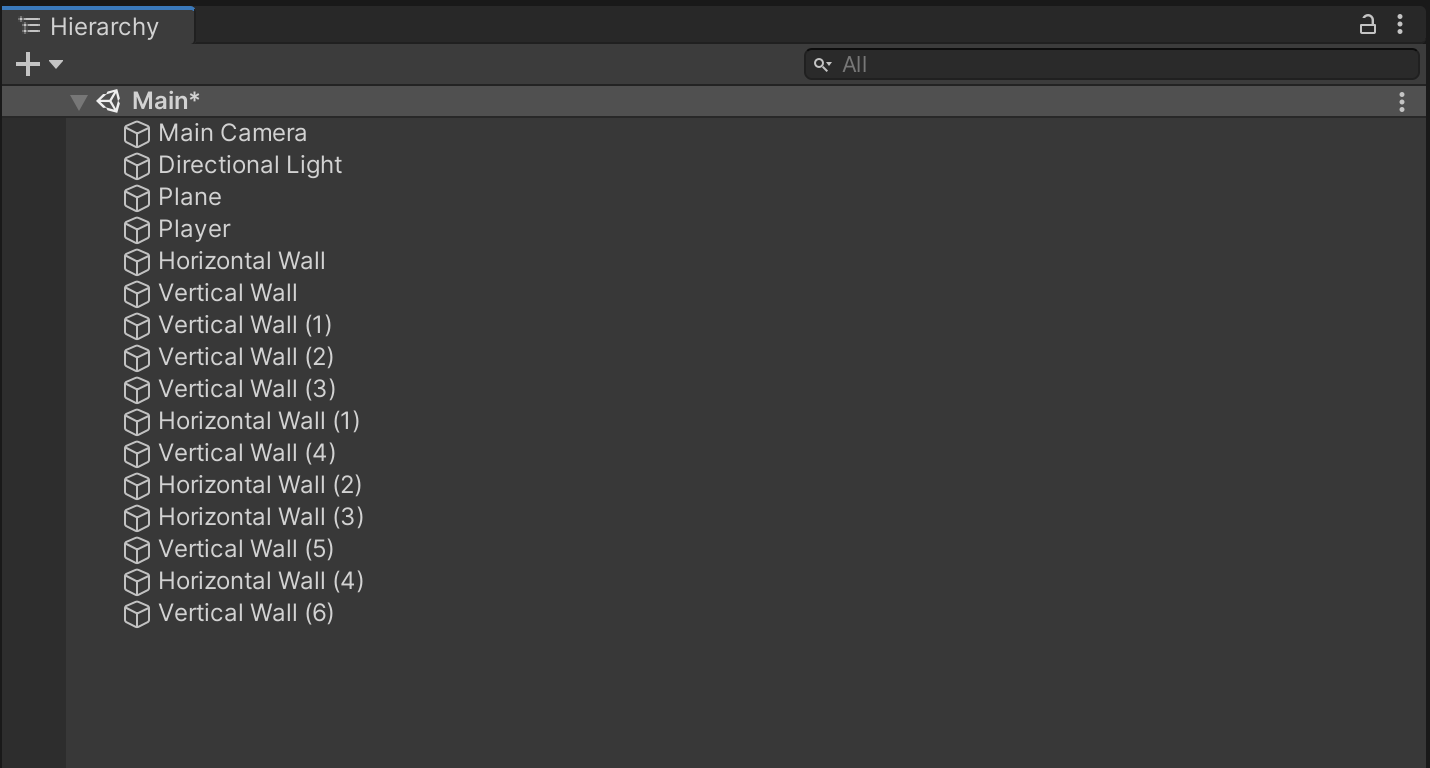 Hierarchy
All
Main*
Main Camera
Directional Light
Plane
Player
Horizontal Wall
Vertical Wall
Vertical Wall (1)
Vertical Wall (2)
Vertical Wall (3)
Horizontal Wall (1)
Vertical Wall (4)
Horizontal Wall (2)
Horizontal Wall (3)
Vertical Wall (5)
Horizontal Wall (4)
Vertical Wall (6)